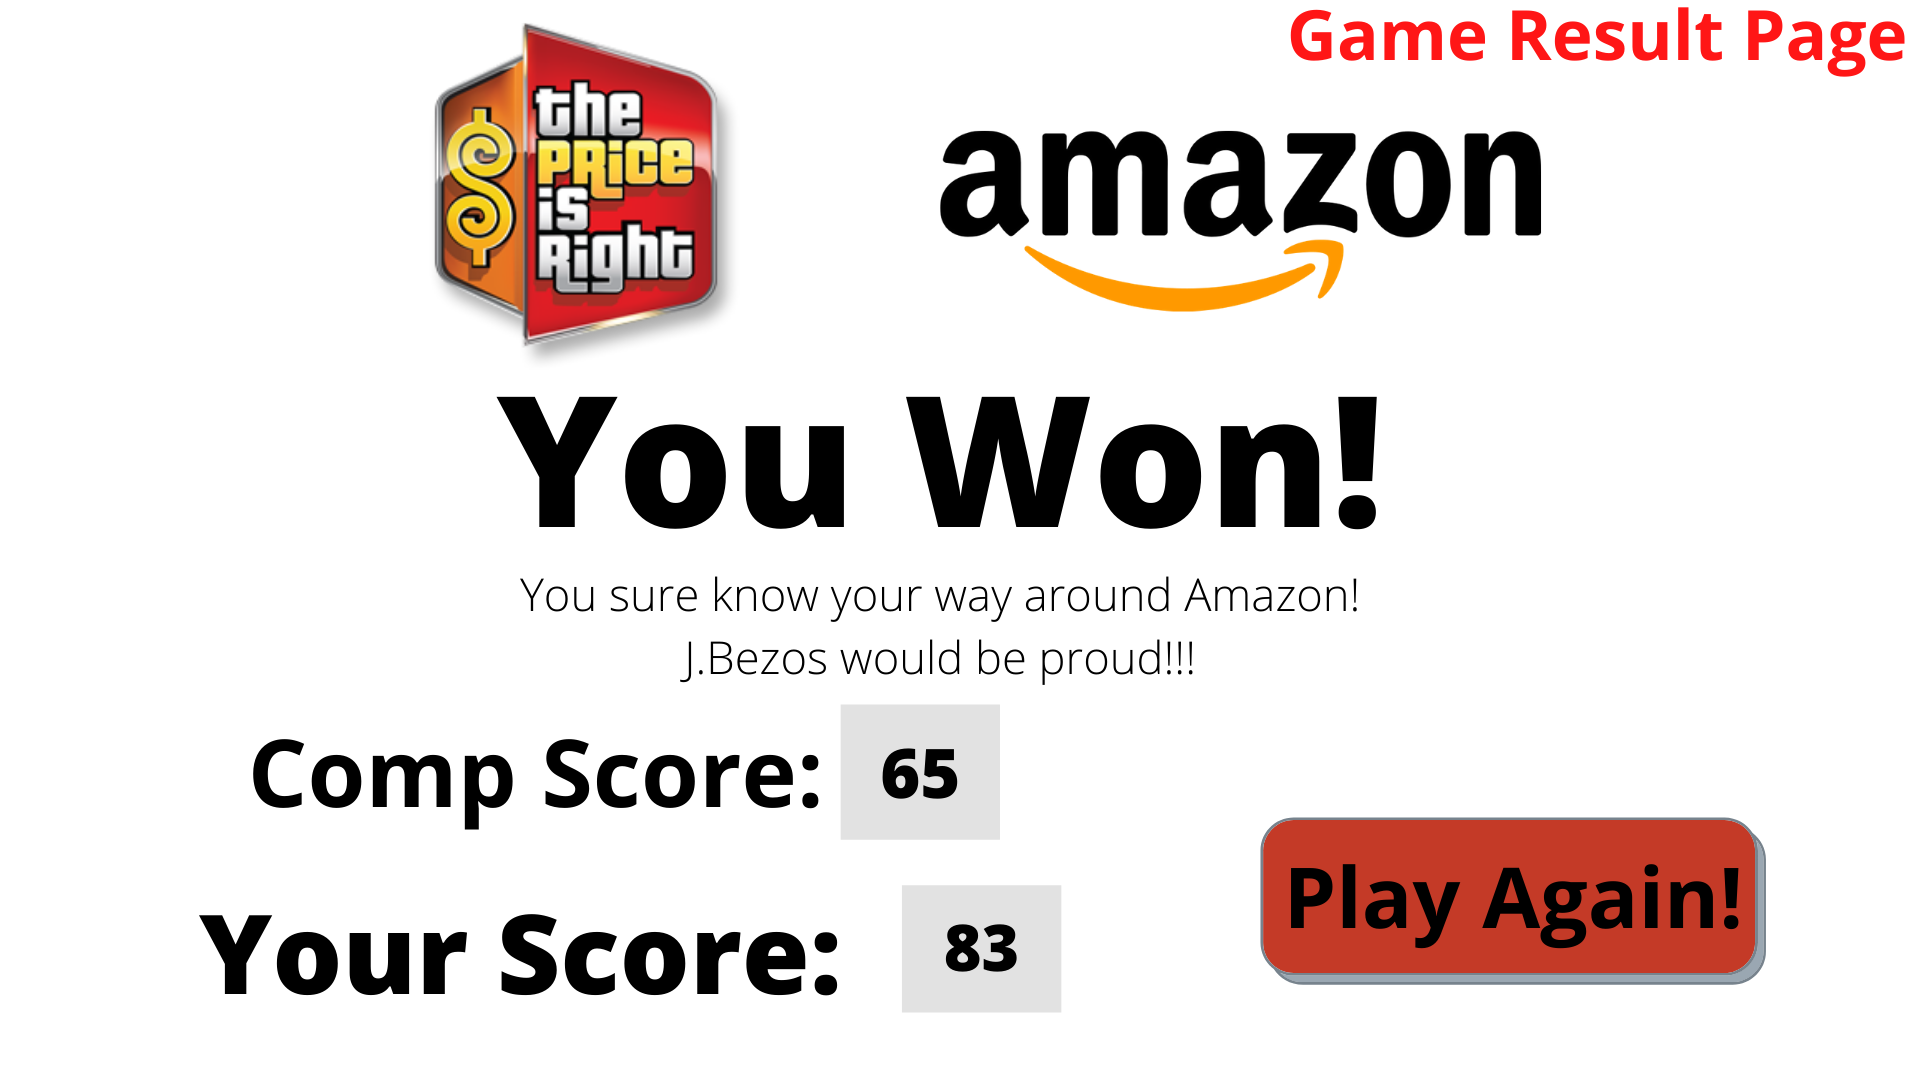 Game Result Page
the
PRice
is
Right
$
amazon
You Won!
You sure know your way around Amazon!
J.Bezos would be proud!!!
Comp Score: 65
Your Score: 83
Play Again!